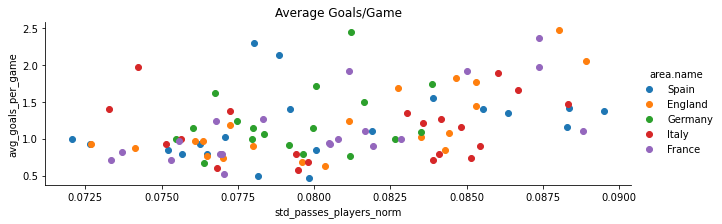 Average Goals/Game
avg_goals_per_game
2.5
2.0
1.5
1.0
0.5
0.0725 0.0750 0.0775 0.0800 0.0825 0.0850 0.0875 0.0900
std_passes_players_norm
area.name
Spain
England
Germany
Italy
France